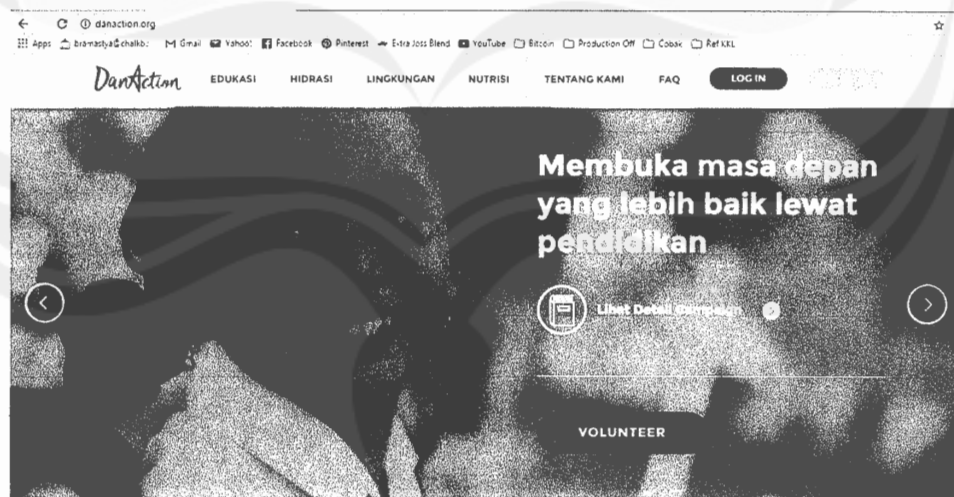 danaction.org
Apps bramastya@chalkbo Gmail Yahoo! Facebook Pinterest Extra Joss Blend YouTube Bitcoin Production Off Cobak Ref KKL
DanAction EDUKASI HIDRASI LINGKUNGAN NUTRISI TENTANG KAMI FAQ LOG IN
Membuka masa depan
yang lebih baik lewat
pendidikan
Lihat Detail Campaign
VOLUNTEER